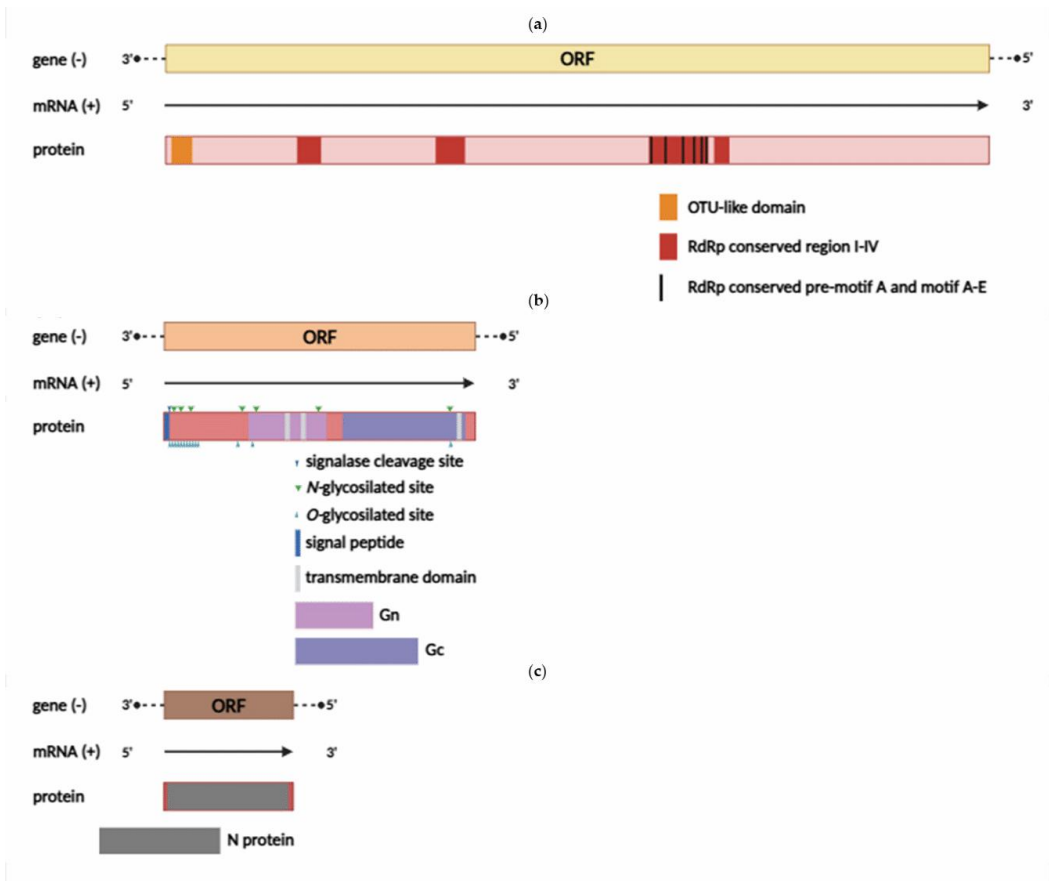 (a)
gene (-) 3' ORF 5'
mRNA (+) 5' 3'
protein
OTU-like domain
RdRp conserved region I-IV
RdRp conserved pre-motif A and motif A-E
(b)
gene (-) 3' ORF 5'
mRNA (+) 5' 3'
protein
signalase cleavage site
N-glycosilated site
O-glycosilated site
signal peptide
transmembrane domain
Gn
Gc
(c)
gene (-) 3' ORF 5'
mRNA (+) 5' 3'
protein
N protein